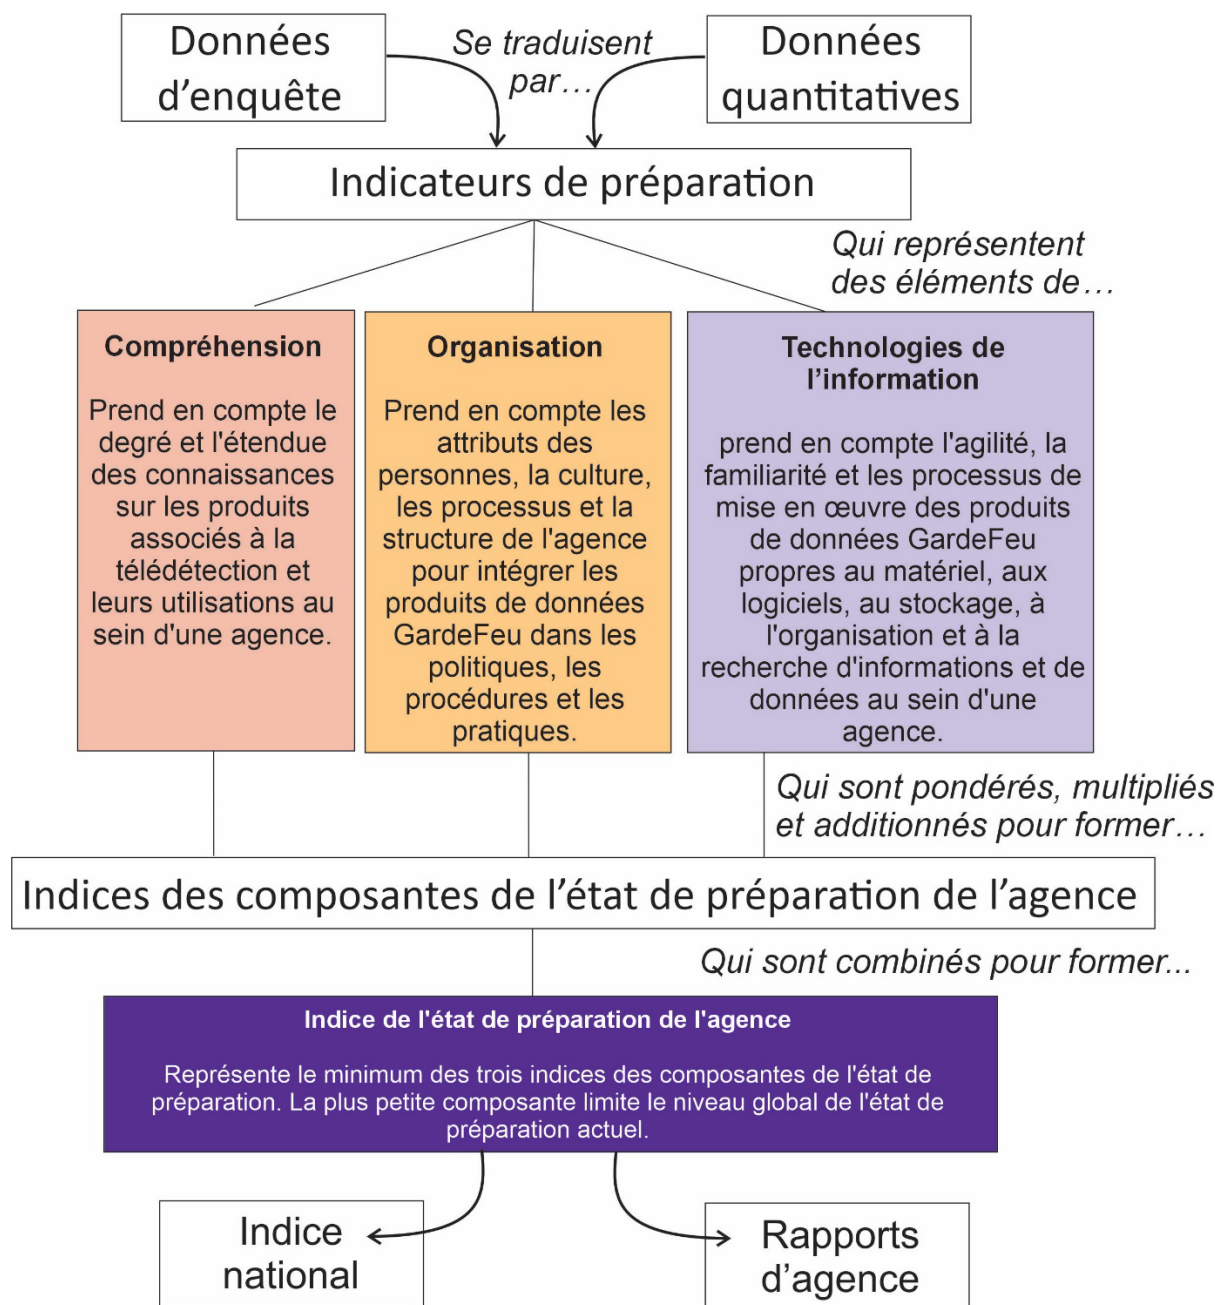 Données
d’enquête
Se traduisent
par…
Données
quantitatives
Indicateurs de préparation
Qui représentent
des éléments de…
Compréhension
Prend en compte le
degré et l'étendue
des connaissances
sur les produits
associés à la
télédétection et
leurs utilisations au
sein d'une agence.
Organisation
Prend en compte les
attributs des
personnes, la culture,
les processus et la
structure de l'agence
pour intégrer les
produits de données
GardeFeu dans les
politiques, les
procédures et les
pratiques.
Technologies de
l’information
prend en compte l'agilité, la
familiarité et les processus de
mise en œuvre des produits
de données GardeFeu
propres au matériel, aux
logiciels, au stockage, à
l'organisation et à la
recherche d'informations et de
données au sein d'une
agence.
Qui sont pondérés, multipliés
et additionnés pour former…
Indices des composantes de l’état de préparation de l’agence
Qui sont combinés pour former...
Indice de l'état de préparation de l'agence
Représente le minimum des trois indices des composantes de l'état de
préparation. La plus petite composante limite le niveau global de l'état de
préparation actuel.
Indice
national
Rapports
d’agence